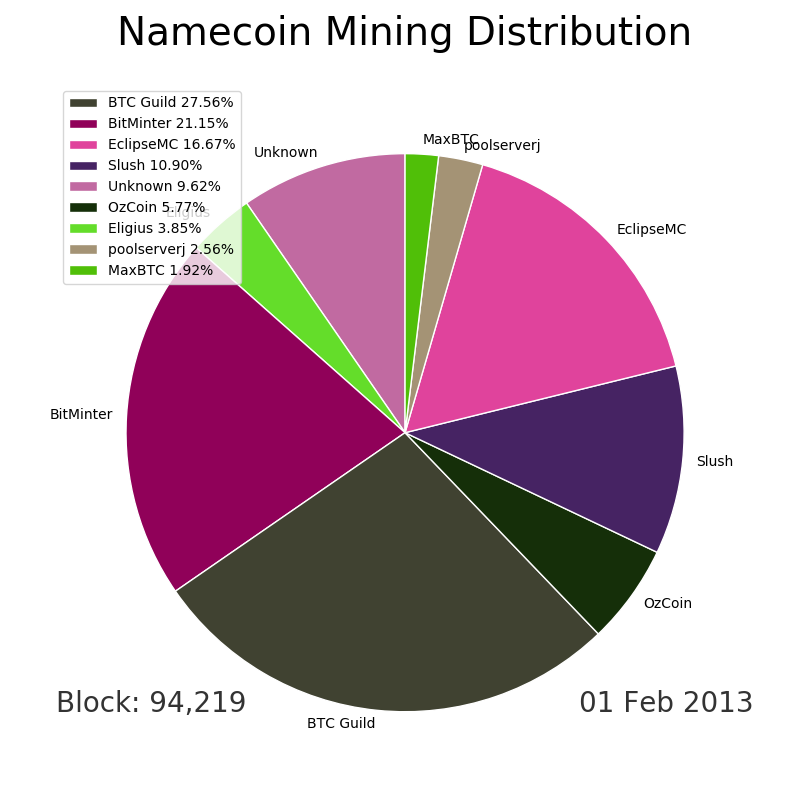 Namecoin Mining Distribution
BTC Guild 27.56%
BitMinter 21.15%
EclipseMC 16.67%
Slush 10.90%
Unknown 9.62%
OzCoin 5.77%
Eligius 3.85%
poolserverj 2.56%
MaxBTC 1.92%
MaxBTC
poolserverj
Unknown
Eligius
EclipseMC
BitMinter
Slush
OzCoin
BTC Guild
Block: 94,219
01 Feb 2013